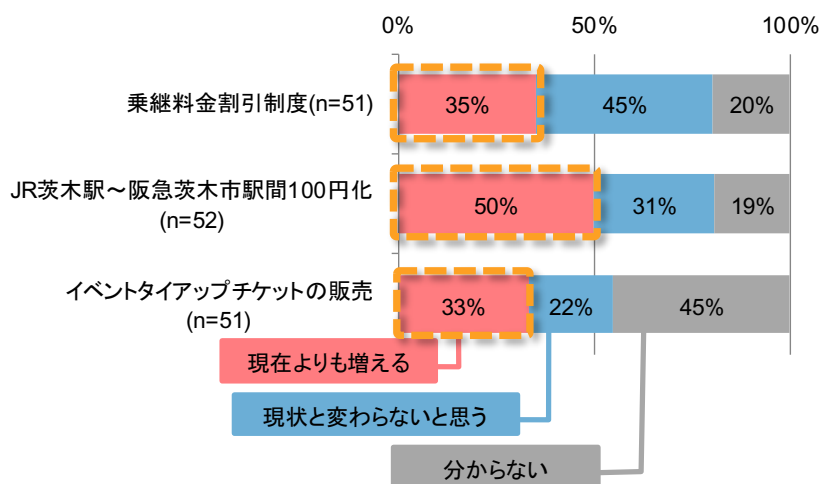 0% 50% 100%
乗継料金割引制度(n=51)
35% 45% 20%
JR茨木駅～阪急茨木市駅間100円化
(n=52)
50% 31% 19%
イベントタイアップチケットの販売
(n=51)
33% 22% 45%
現在よりも増える
現状と変わらないと思う
分からない